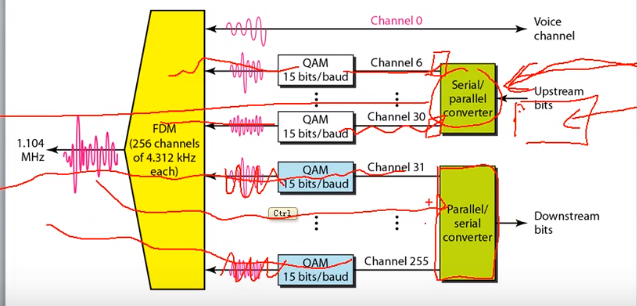 Channel 0
Voice
channel
QAM
15 bits/baud
Channel 6
Serial/
parallel
converter
Upstream
bits
QAM
15 bits/baud
Channel 30
1.104
MHz
FDM
(256 channels
of 4.312 kHz
each)
QAM
15 bits/baud
Channel 31
Ctrl
Parallel/
serial
converter
Downstream
bits
QAM
15 bits/baud
Channel 255